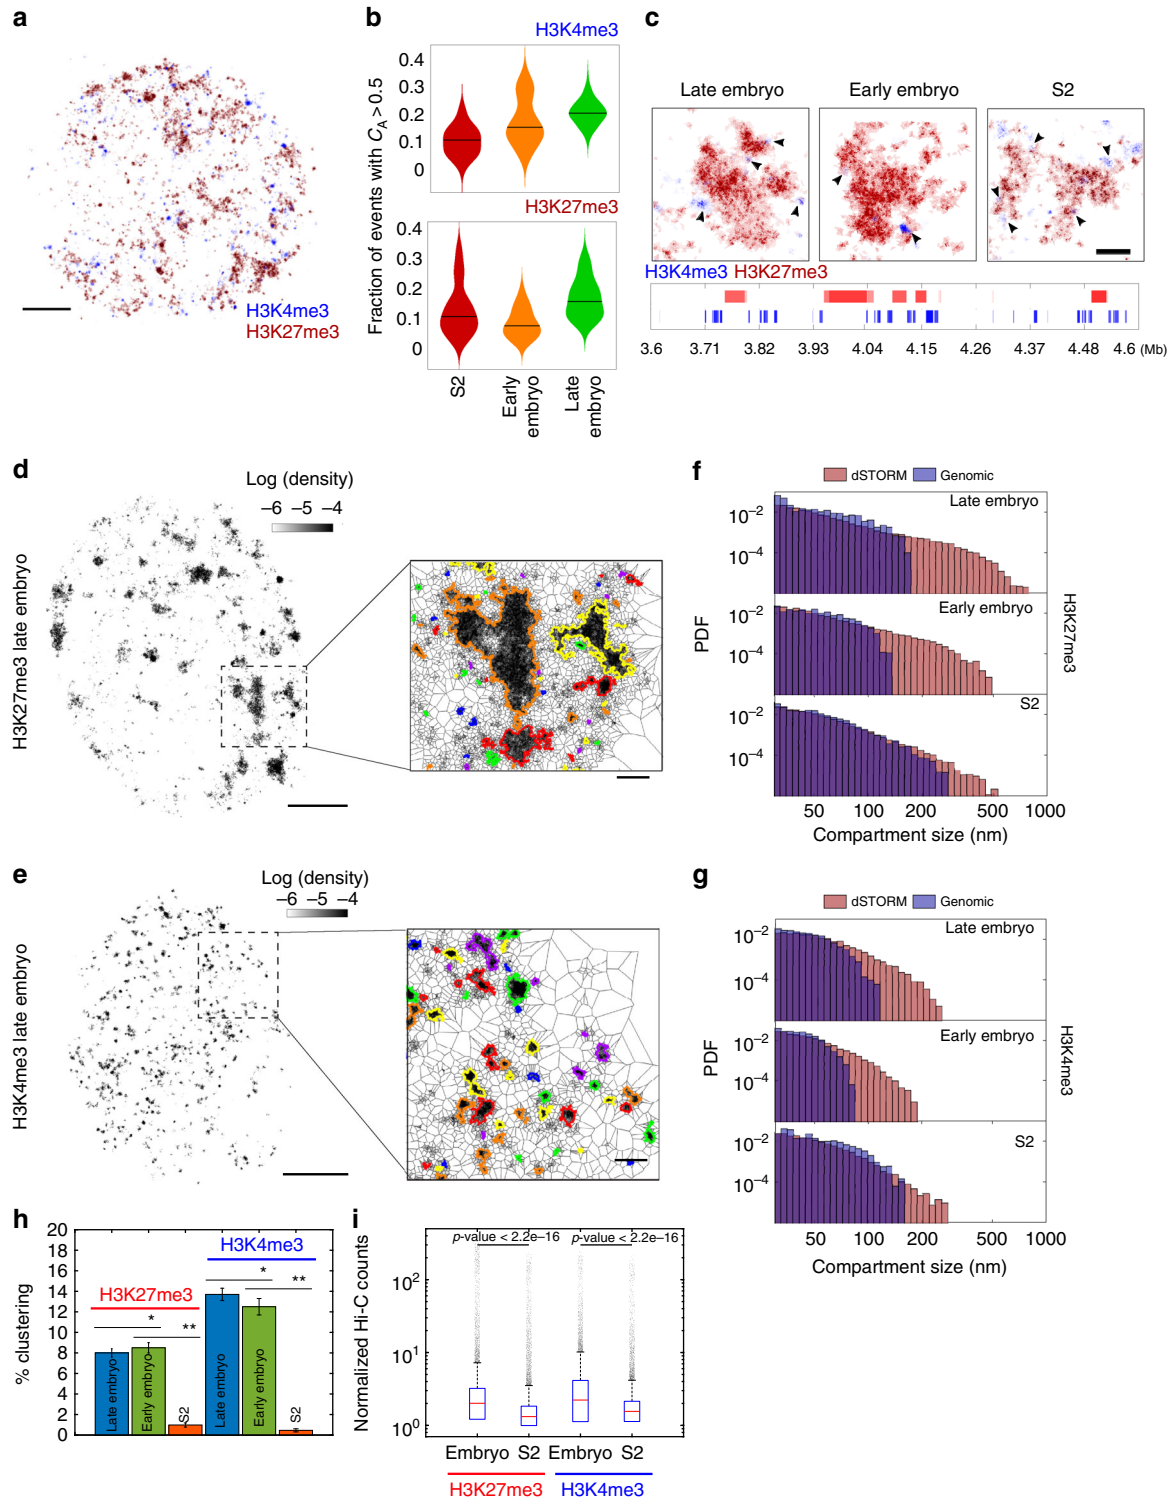 a
H3K4me3
H3K27me3
b
H3K4me3
0.4
0.3
0.2
0.1
0
H3K27me3
0.4
0.3
0.2
0.1
0
Fraction of events with C_A > 0.5
S2
Early embryo
Late embryo
c
Late embryo
Early embryo
S2
H3K4me3 H3K27me3
3.6 3.71 3.82 3.93 4.04 4.15 4.26 4.37 4.48 4.6 (Mb)
d
H3K27me3 late embryo
Log (density)
–6 –5 –4
e
H3K4me3 late embryo
Log (density)
–6 –5 –4
f
dSTORM Genomic
Late embryo
10–2
10–4
Early embryo
10–2
10–4
S2
10–2
10–4
PDF
H3K27me3
50 100 200 500 1000
Compartment size (nm)
g
dSTORM Genomic
Late embryo
10–2
10–4
Early embryo
10–2
10–4
S2
10–2
10–4
PDF
H3K4me3
50 100 200 500 1000
Compartment size (nm)
h
20
18
16
14
12
10
8
6
4
2
0
% clustering
H3K27me3
* **
H3K4me3
* **
Late embryo
Early embryo
S2
Late embryo
Early embryo
S2
i
p-value < 2.2e–16 p-value < 2.2e–16
Normalized Hi-C counts
102
101
100
Embryo S2 Embryo S2
H3K27me3 H3K4me3